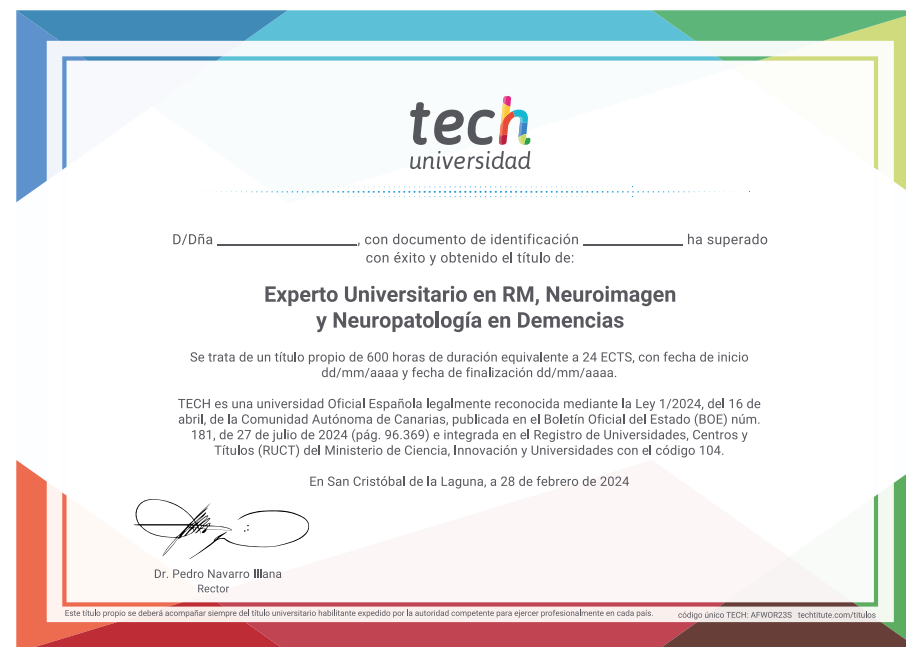 tech
universidad
D/Dña ____________________, con documento de identificación ______________ ha superado
con éxito y obtenido el título de:
Experto Universitario en RM, Neuroimagen
y Neuropatología en Demencias
Se trata de un título propio de 600 horas de duración equivalente a 24 ECTS, con fecha de inicio
dd/mm/aaaa y fecha de finalización dd/mm/aaaa.
TECH es una universidad Oficial Española legalmente reconocida mediante la Ley 1/2024, del 16 de
abril, de la Comunidad Autónoma de Canarias, publicada en el Boletín Oficial del Estado (BOE) núm.
181, de 27 de julio de 2024 (pág. 96.369) e integrada en el Registro de Universidades, Centros y
Títulos (RUCT) del Ministerio de Ciencia, Innovación y Universidades con el código 104.
En San Cristóbal de la Laguna, a 28 de febrero de 2024
Dr. Pedro Navarro Illana
Rector
Este título propio se deberá acompañar siempre del título universitario habilitante expedido por la autoridad competente para ejercer profesionalmente en cada país. código único TECH: AFWOR23S techtitute.com/titulos